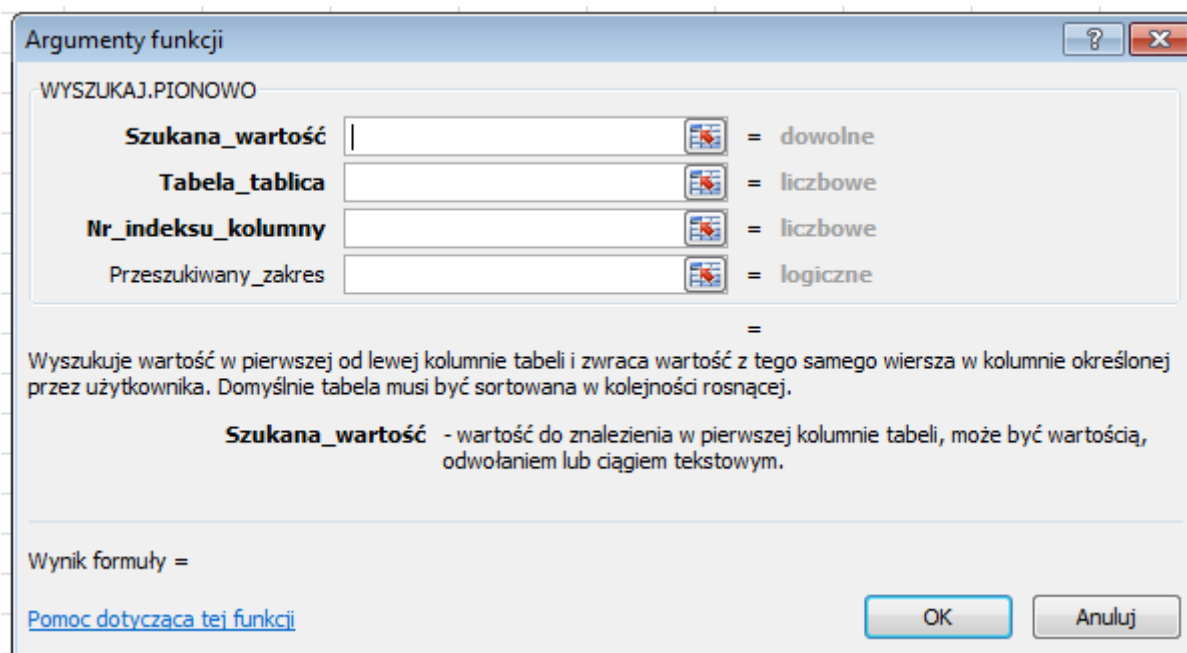 Argumenty funkcji
WYSZUKAJ.PIONOWO
Szukana_wartość = dowolne
Tabela_tablica = liczbowe
Nr_indeksu_kolumny = liczbowe
Przeszukiwany_zakres = logiczne
=
Wyszukuje wartość w pierwszej od lewej kolumnie tabeli i zwraca wartość z tego samego wiersza w kolumnie określonej
przez użytkownika. Domyślnie tabela musi być sortowana w kolejności rosnącej.
Szukana_wartość - wartość do znalezienia w pierwszej kolumnie tabeli, może być wartością,
odwołaniem lub ciągiem tekstowym.
Wynik formuły =
Pomoc dotycząca tej funkcji OK Anuluj